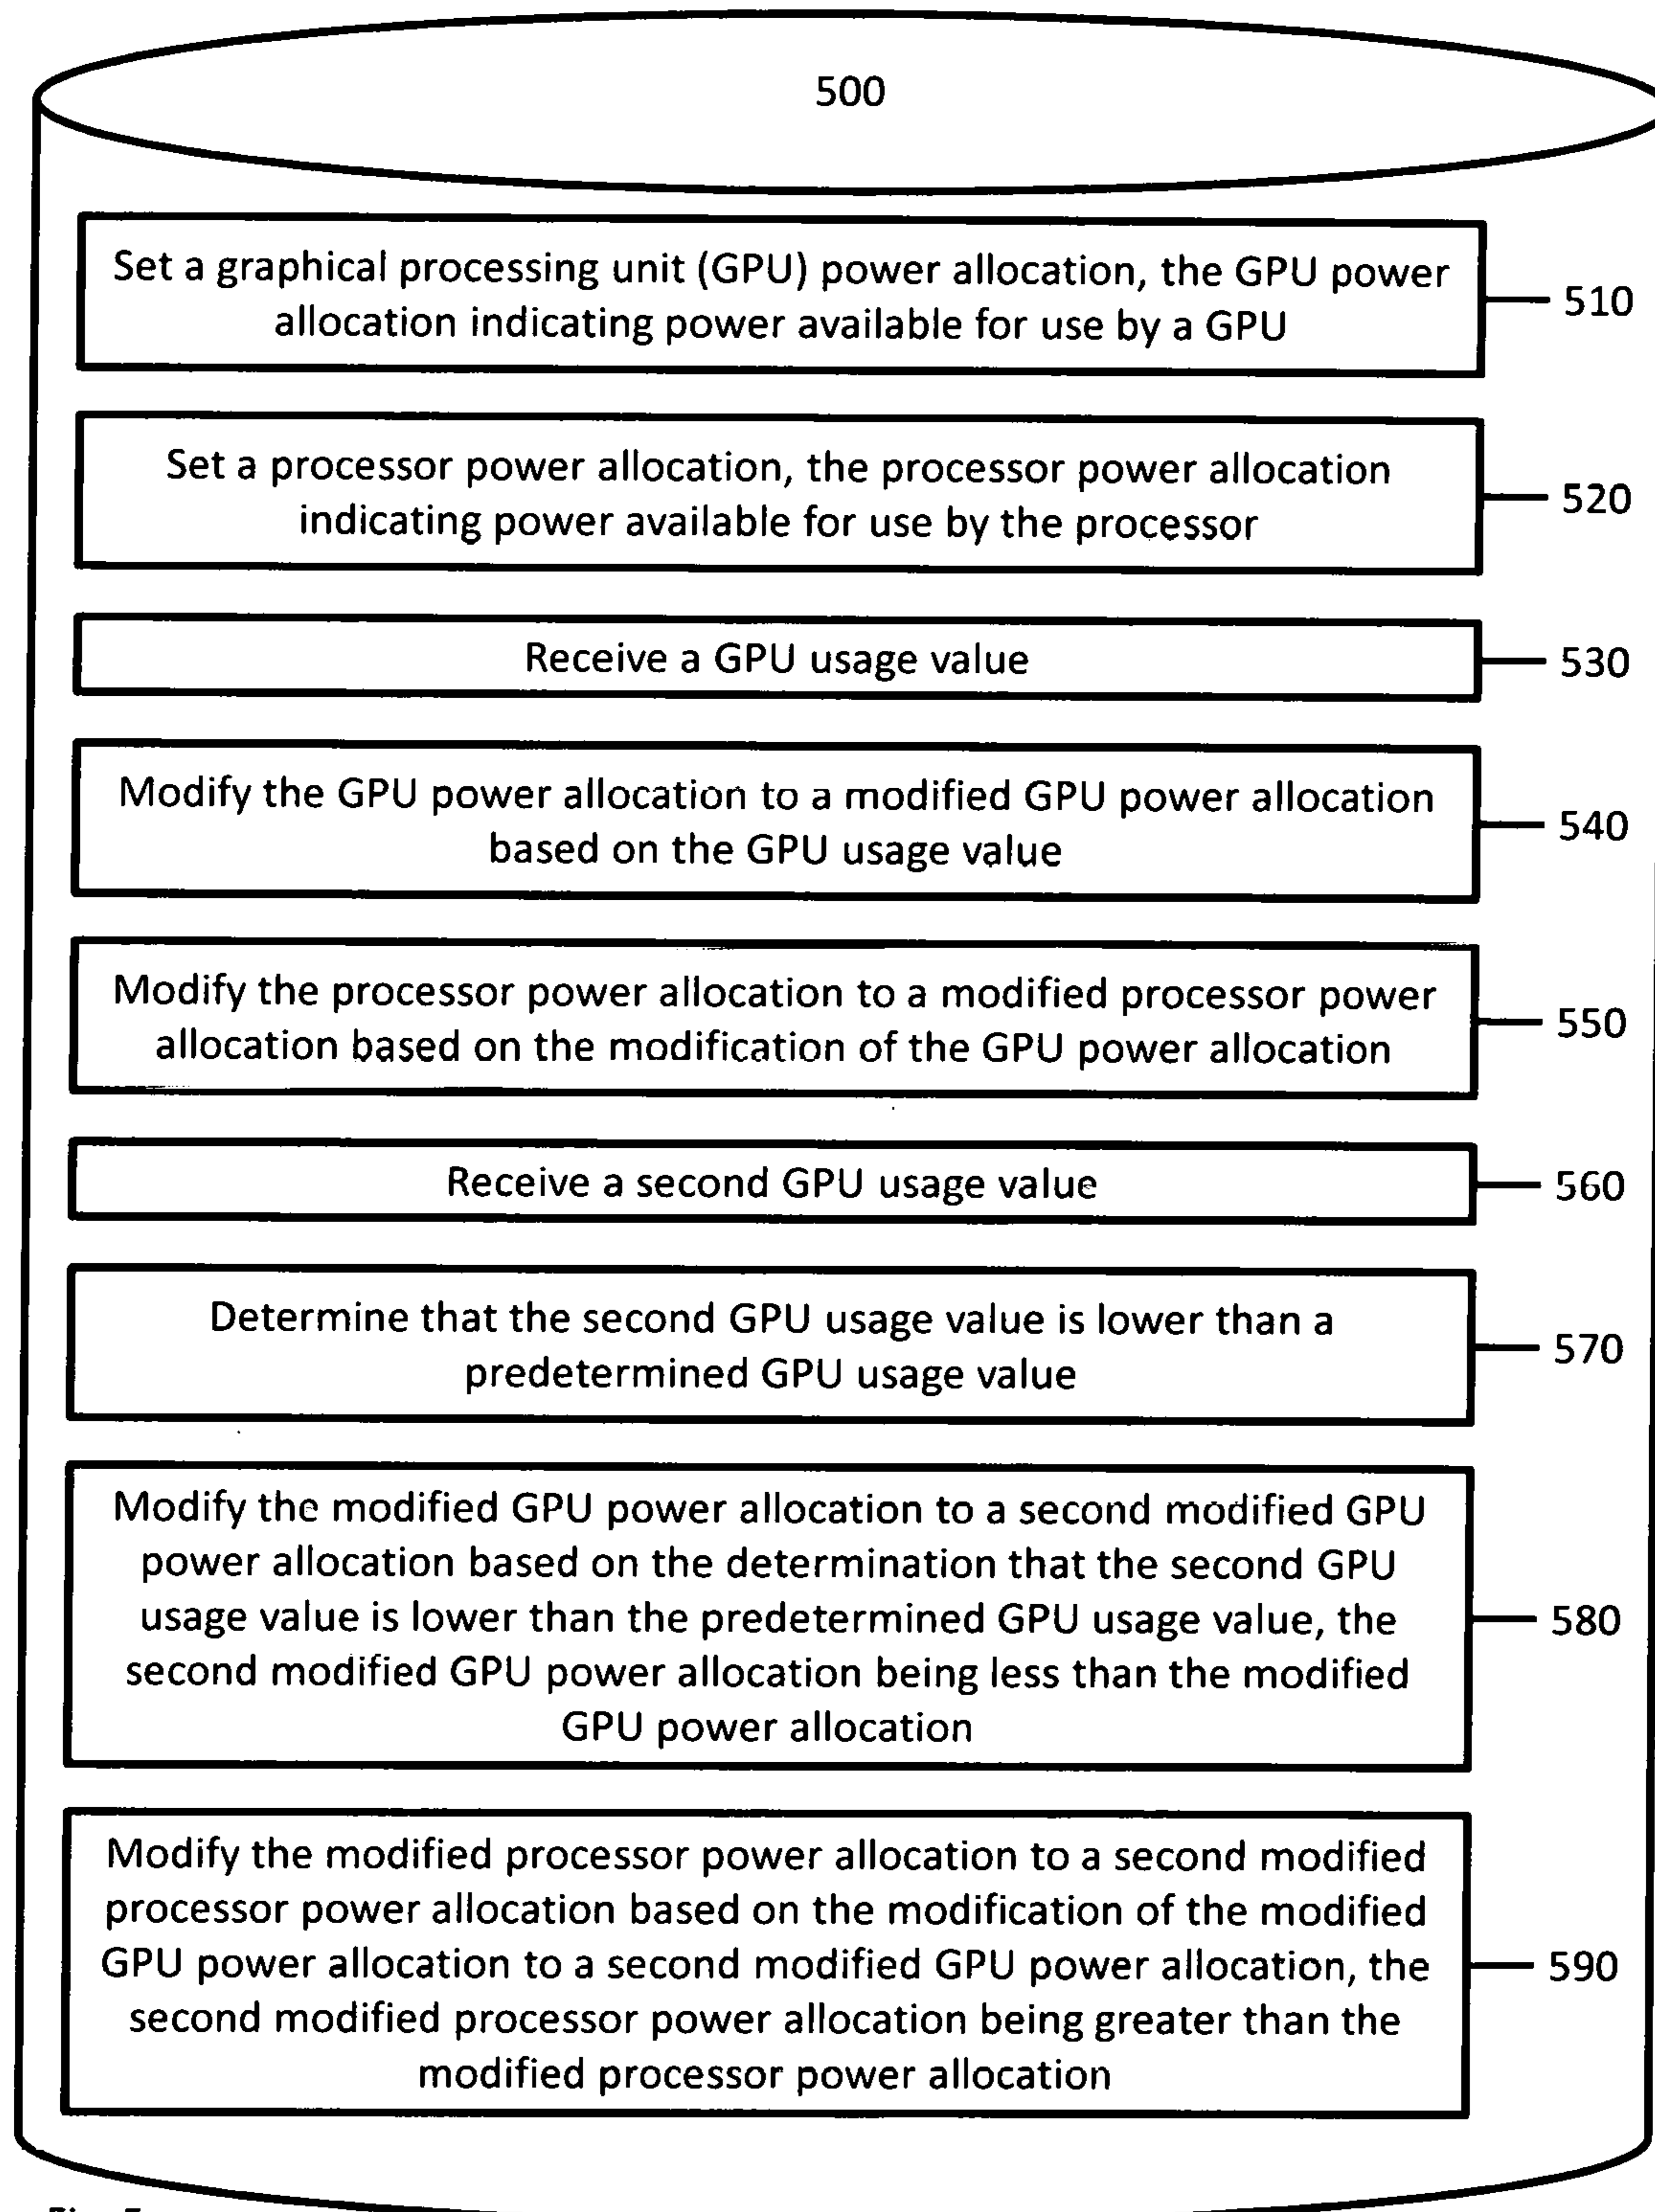 500
Set a graphical processing unit (GPU) power allocation, the GPU power
allocation indicating power available for use by a GPU
510
Set a processor power allocation, the processor power allocation
indicating power available for use by the processor
520
Receive a GPU usage value
530
Modify the GPU power allocation to a modified GPU power allocation
based on the GPU usage value
540
Modify the processor power allocation to a modified processor power
allocation based on the modification of the GPU power allocation
550
Receive a second GPU usage value
560
Determine that the second GPU usage value is lower than a
predetermined GPU usage value
570
Modify the modified GPU power allocation to a second modified GPU
power allocation based on the determination that the second GPU
usage value is lower than the predetermined GPU usage value, the
second modified GPU power allocation being less than the modified
GPU power allocation
580
Modify the modified processor power allocation to a second modified
processor power allocation based on the modification of the modified
GPU power allocation to a second modified GPU power allocation, the
second modified processor power allocation being greater than the
modified processor power allocation
590